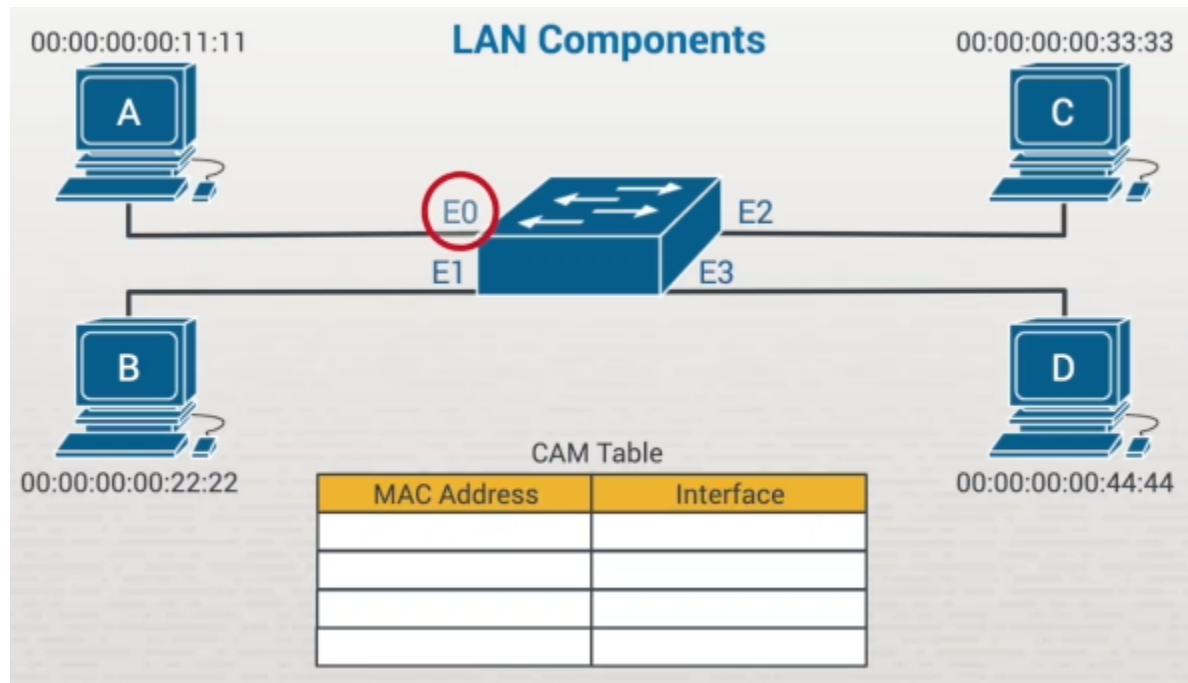 LAN Components
00:00:00:00:11:11
00:00:00:00:33:33
A
C
E0
E2
E1
E3
B
D
00:00:00:00:22:22
00:00:00:00:44:44
CAM Table
MAC Address
Interface